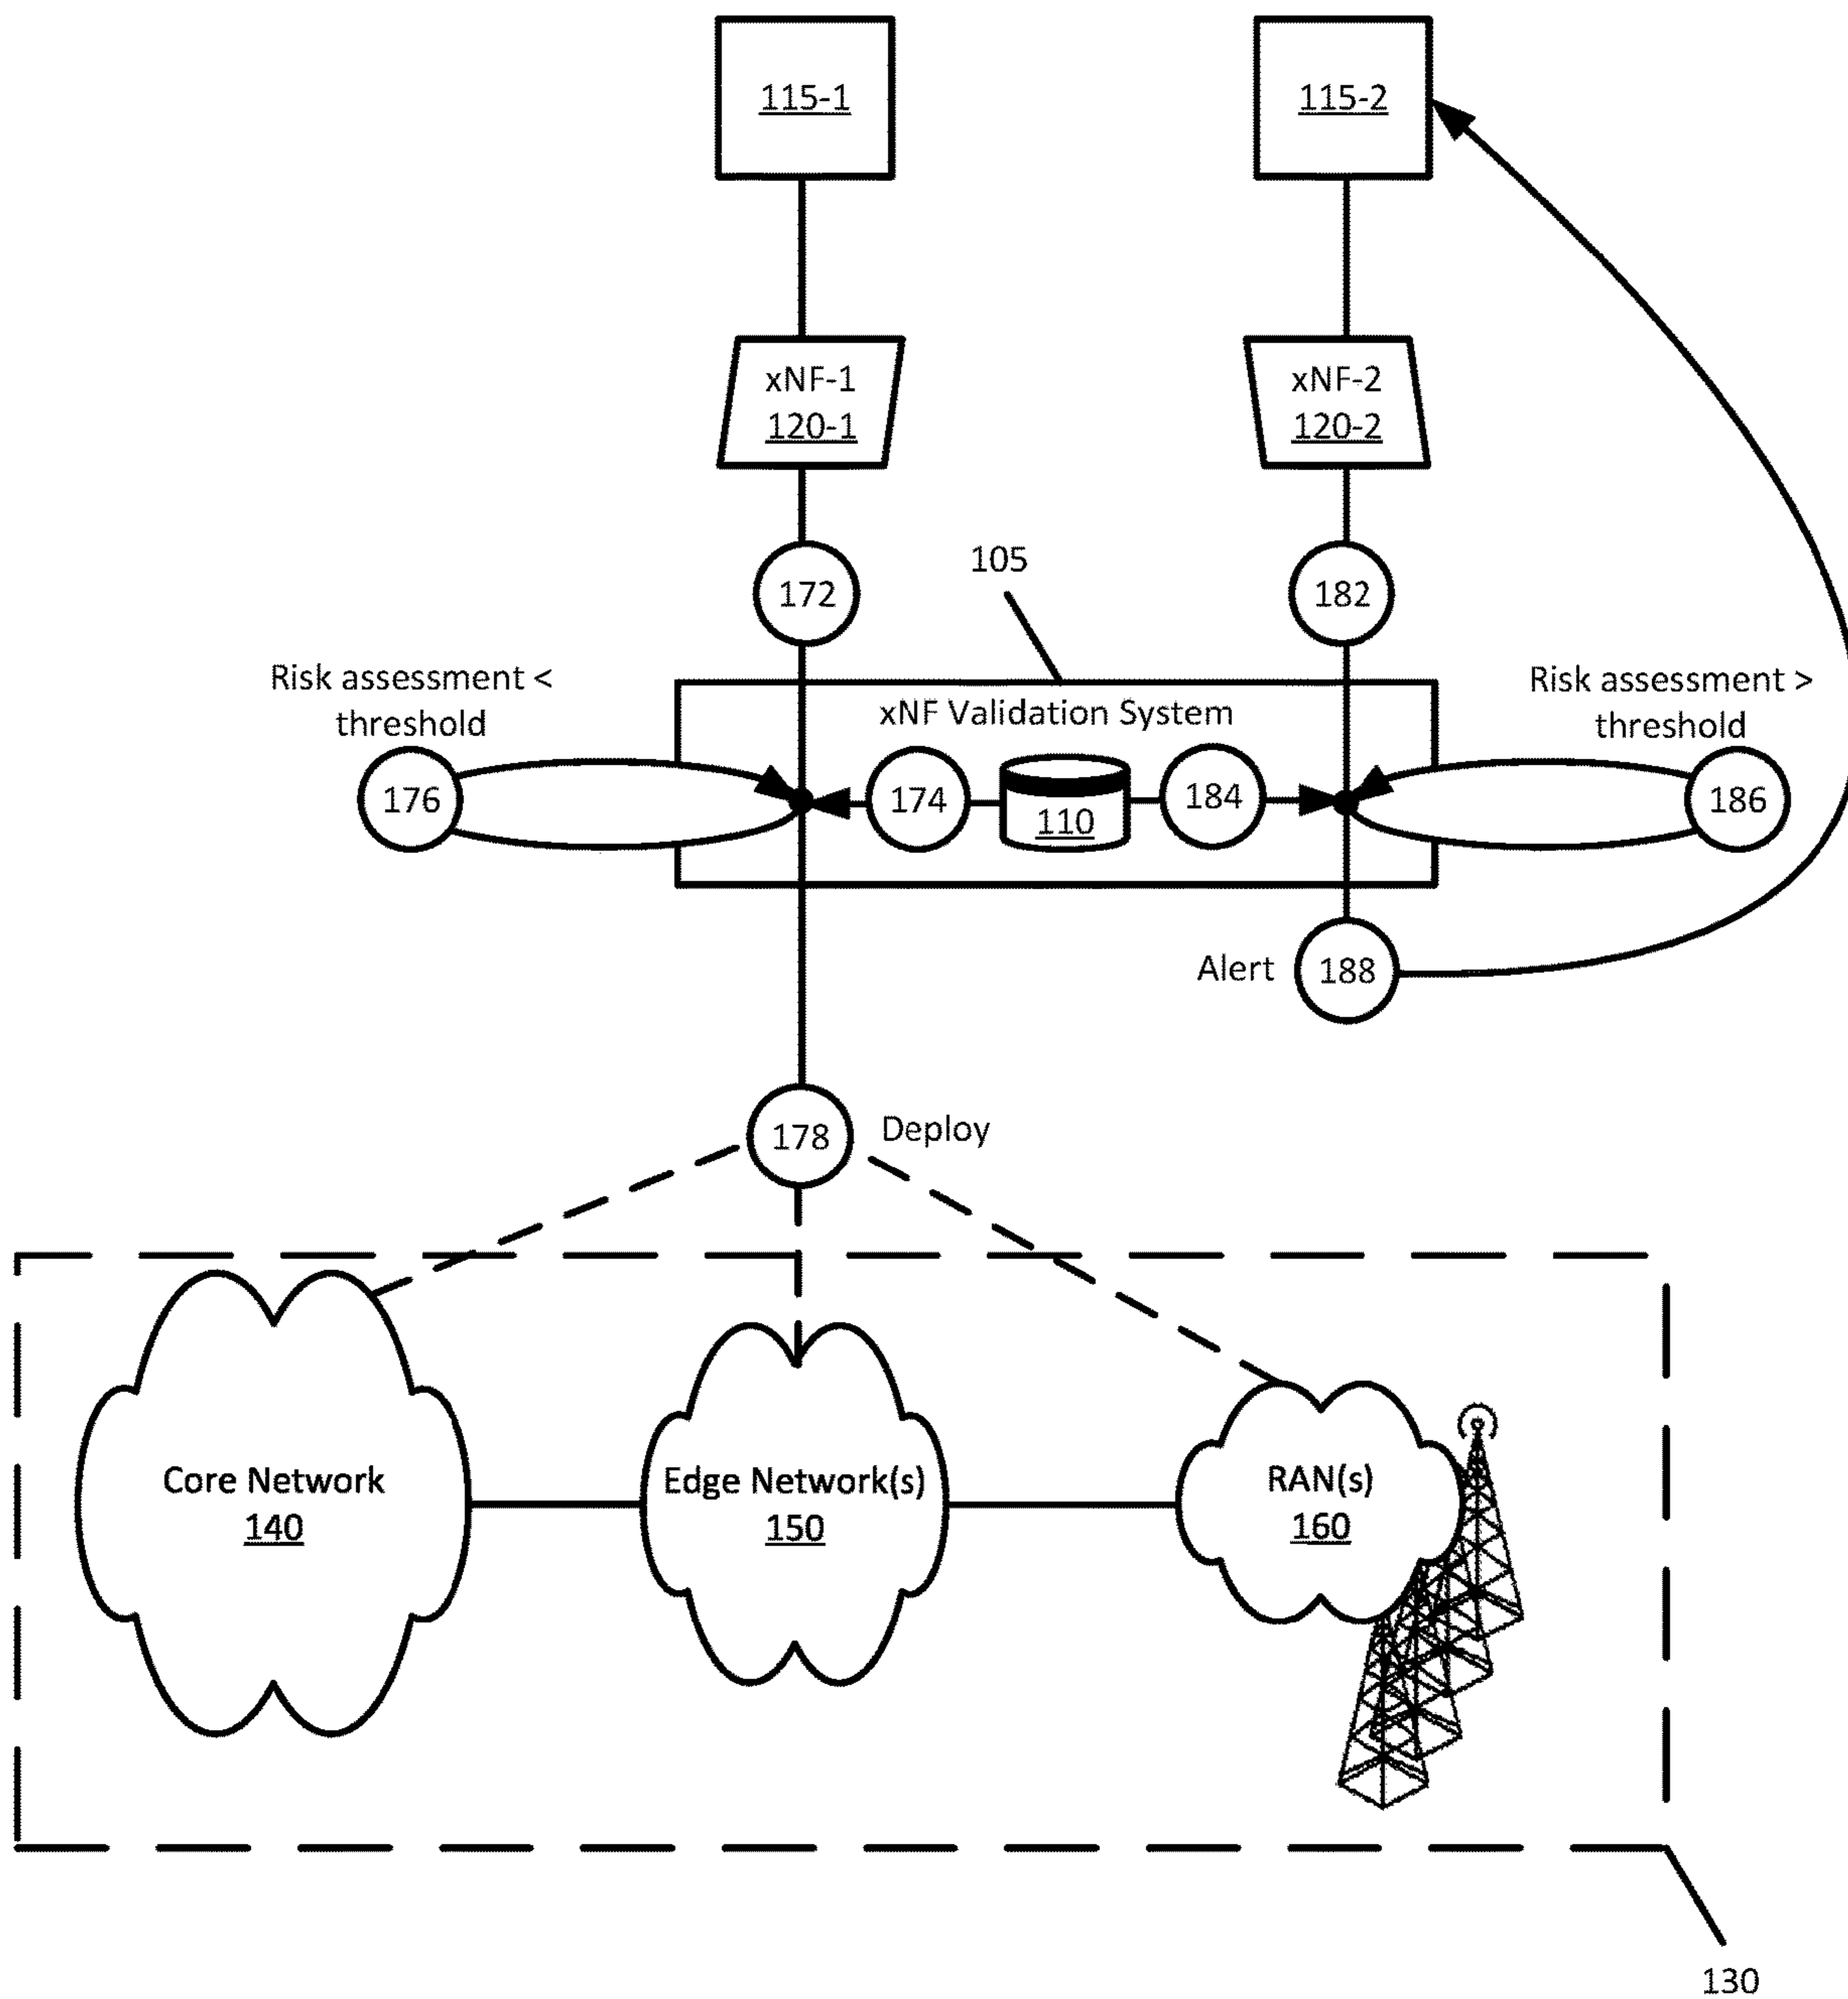 115-1
115-2
xNF-1
120-1
xNF-2
120-2
172
105
182
Risk assessment <
threshold
xNF Validation System
Risk assessment >
threshold
176
174
110
184
186
Alert
188
178
Deploy
Core Network
140
Edge Network(s)
150
RAN(s)
160
130